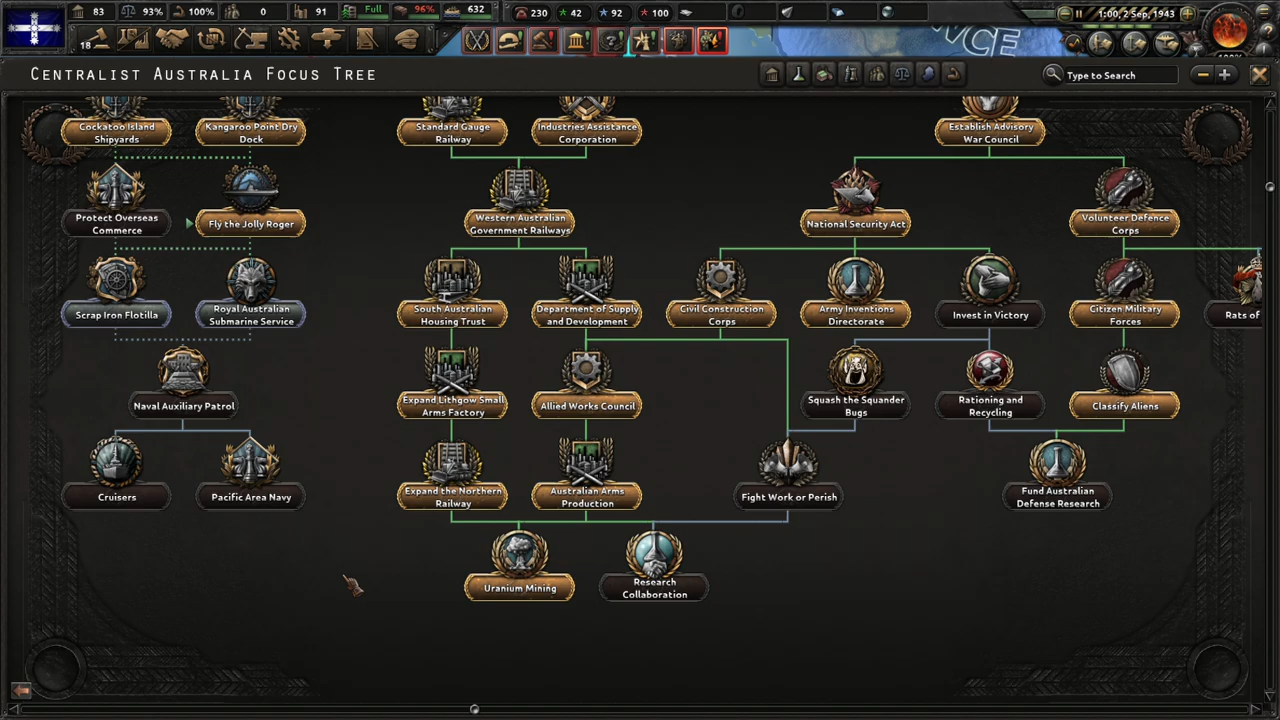 83
93%
100%
0
91
Full
96%
632
230
42
92
100
1:00, 2 Sep, 1943
100%
18
Centralist Australia Focus Tree
Type to Search
Cockatoo Island
Shipyards
Kangaroo Point Dry
Dock
Standard Gauge
Railway
Industries Assistance
Corporation
Establish Advisory
War Council
Protect Overseas
Commerce
Fly the Jolly Roger
Western Australian
Government Railways
National Security Act
Volunteer Defence
Corps
Scrap Iron Flotilla
Royal Australian
Submarine Service
South Australian
Housing Trust
Department of Supply
and Development
Civil Construction
Corps
Army Inventions
Directorate
Invest in Victory
Citizen Military
Forces
Rats of
Naval Auxiliary Patrol
Expand Lithgow Small
Arms Factory
Allied Works Council
Squash the Squander
Bugs
Rationing and
Recycling
Classify Aliens
Cruisers
Pacific Area Navy
Expand the Northern
Railway
Australian Arms
Production
Fight Work or Perish
Fund Australian
Defense Research
Uranium Mining
Research
Collaboration